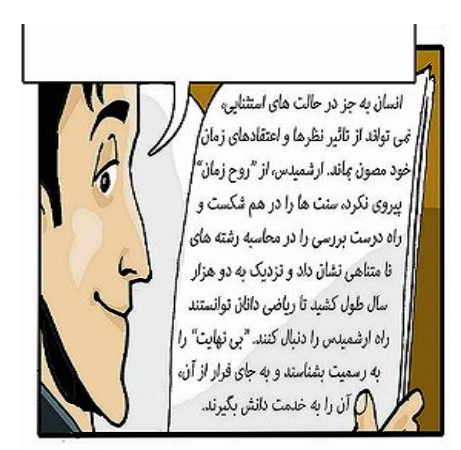 انسان به جز در حالت های استثنایی،
نمی تواند از تاثیر نظرها و اعتقادهای زمان
خود مصون بماند. ارشمیدس، از "روح زمان"
پیروی نکرد، سنت ها را در هم شکست و
راه درست بررسی را در محاسبه رشته های
نا متناهی نشان داد و نزدیک به دو هزار
سال طول کشید تا ریاضی دانان توانستند
راه ارشمیدس را دنبال کنند. "بی نهایت" را
به رسمیت بشناسند و به جای فرار از آن،
آن را به خدمت دانش بگیرند.